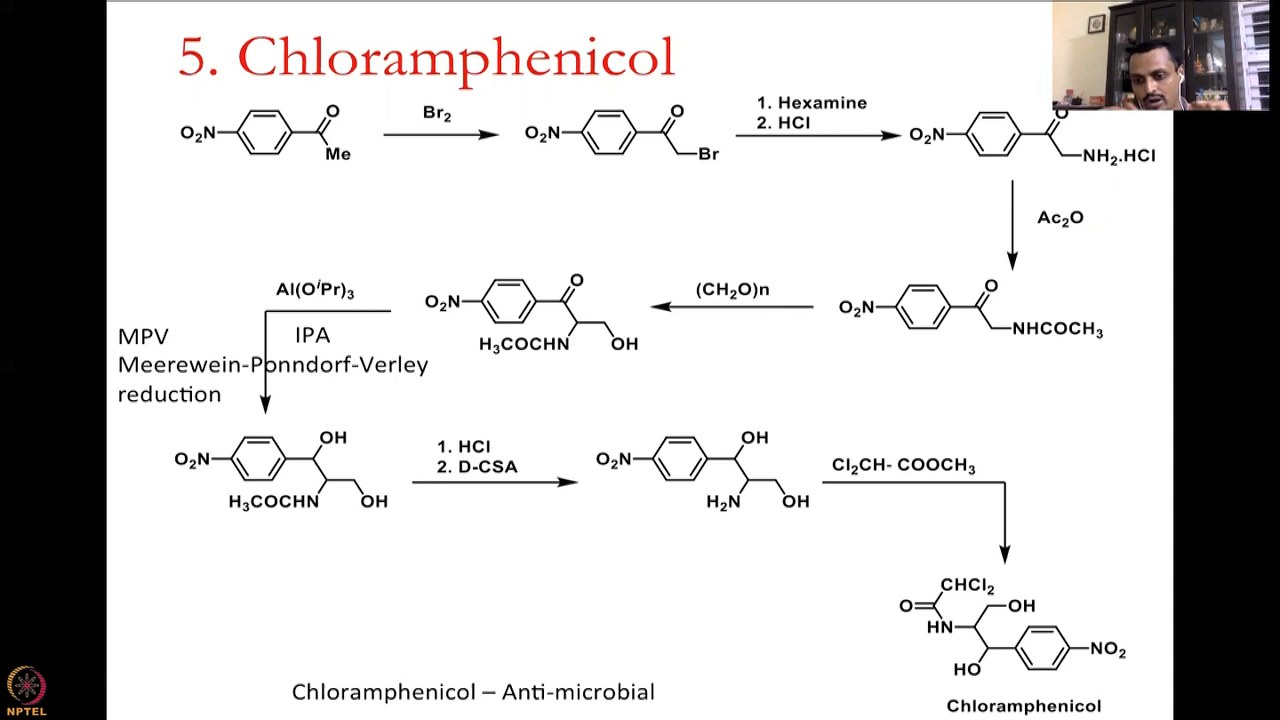 5. Chloramphenicol
O₂N
O
Me
Br₂
O₂N
O
Br
1. Hexamine
2. HCl
O₂N
O
NH₂.HCl
Ac₂O
O₂N
O
NHCOCH₃
(CH₂O)n
O₂N
O
H₃COCHN
OH
Al(OⁱPr)₃
IPA
MPV
Meerewein-Ponndorf-Verley
reduction
O₂N
OH
H₃COCHN
OH
1. HCl
2. D-CSA
O₂N
OH
H₂N
OH
Cl₂CH- COOCH₃
CHCl₂
O
OH
HN
NO₂
HO
Chloramphenicol
Chloramphenicol – Anti-microbial
NPTEL